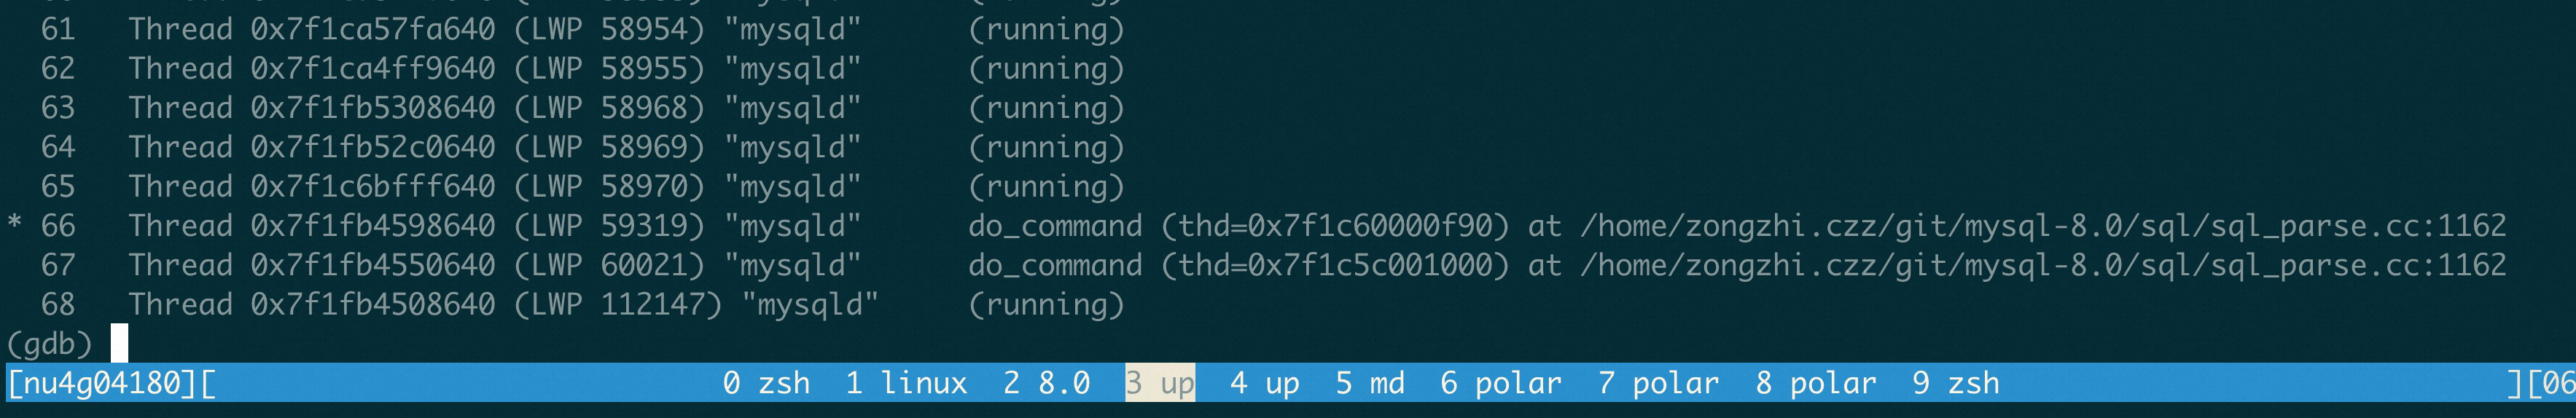 61 Thread 0x7f1ca57fa640 (LWP 58954) "mysqld" (running)
62 Thread 0x7f1ca4ff9640 (LWP 58955) "mysqld" (running)
63 Thread 0x7f1fb5308640 (LWP 58968) "mysqld" (running)
64 Thread 0x7f1fb52c0640 (LWP 58969) "mysqld" (running)
65 Thread 0x7f1c6bfff640 (LWP 58970) "mysqld" (running)
* 66 Thread 0x7f1fb4598640 (LWP 59319) "mysqld" do_command (thd=0x7f1c60000f90) at /home/zongzhi.czz/git/mysql-8.0/sql/sql_parse.cc:1162
67 Thread 0x7f1fb4550640 (LWP 60021) "mysqld" do_command (thd=0x7f1c5c001000) at /home/zongzhi.czz/git/mysql-8.0/sql/sql_parse.cc:1162
68 Thread 0x7f1fb4508640 (LWP 112147) "mysqld" (running)
(gdb)
[nu4g04180][ 0 zsh 1 linux 2 8.0 3 up 4 up 5 md 6 polar 7 polar 8 polar 9 zsh ][06